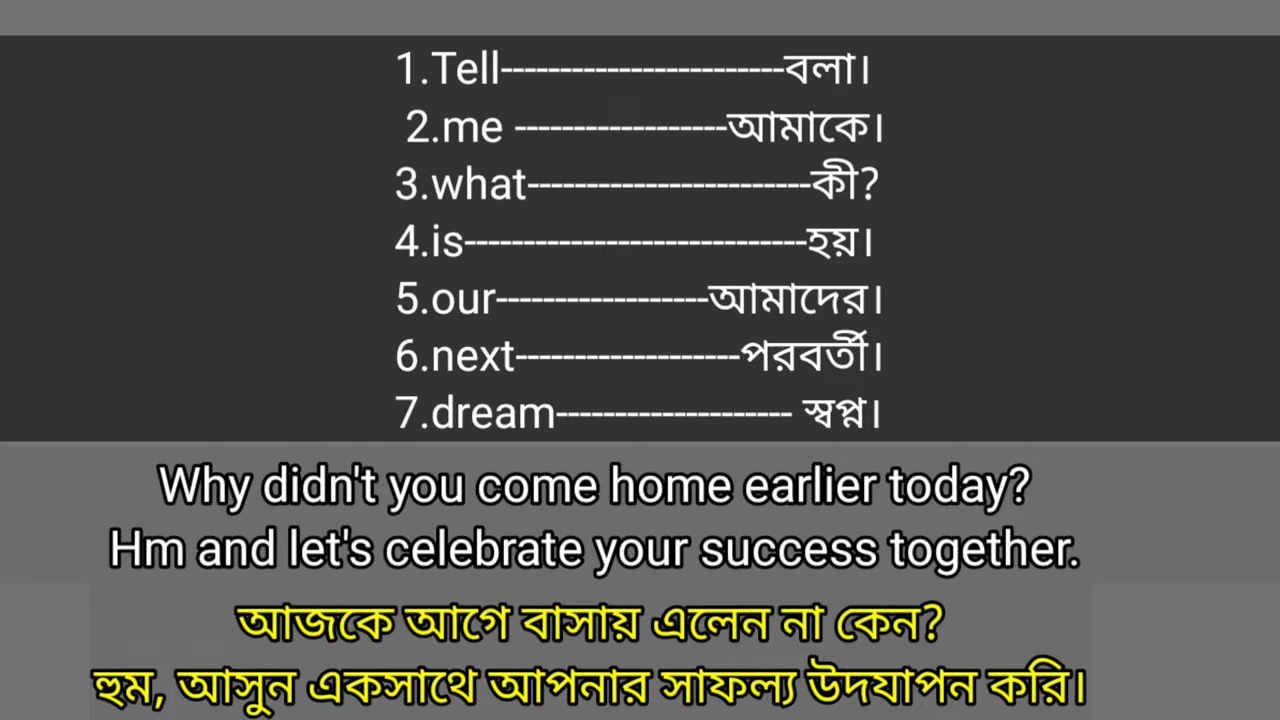 1.Tell------------------------বলা।
2.me ------------------আমাকে।
3.what------------------------কী?
4.is-----------------------------হয়।
5.our------------------আমাদের।
6.next-------------------পরবর্তী।
7.dream-------------------- স্বপ্ন।
Why didn't you come home earlier today?
Hm and let's celebrate your success together.
আজকে আগে বাসায় এলেন না কেন?
হুম, আসুন একসাথে আপনার সাফল্য উদযাপন করি।